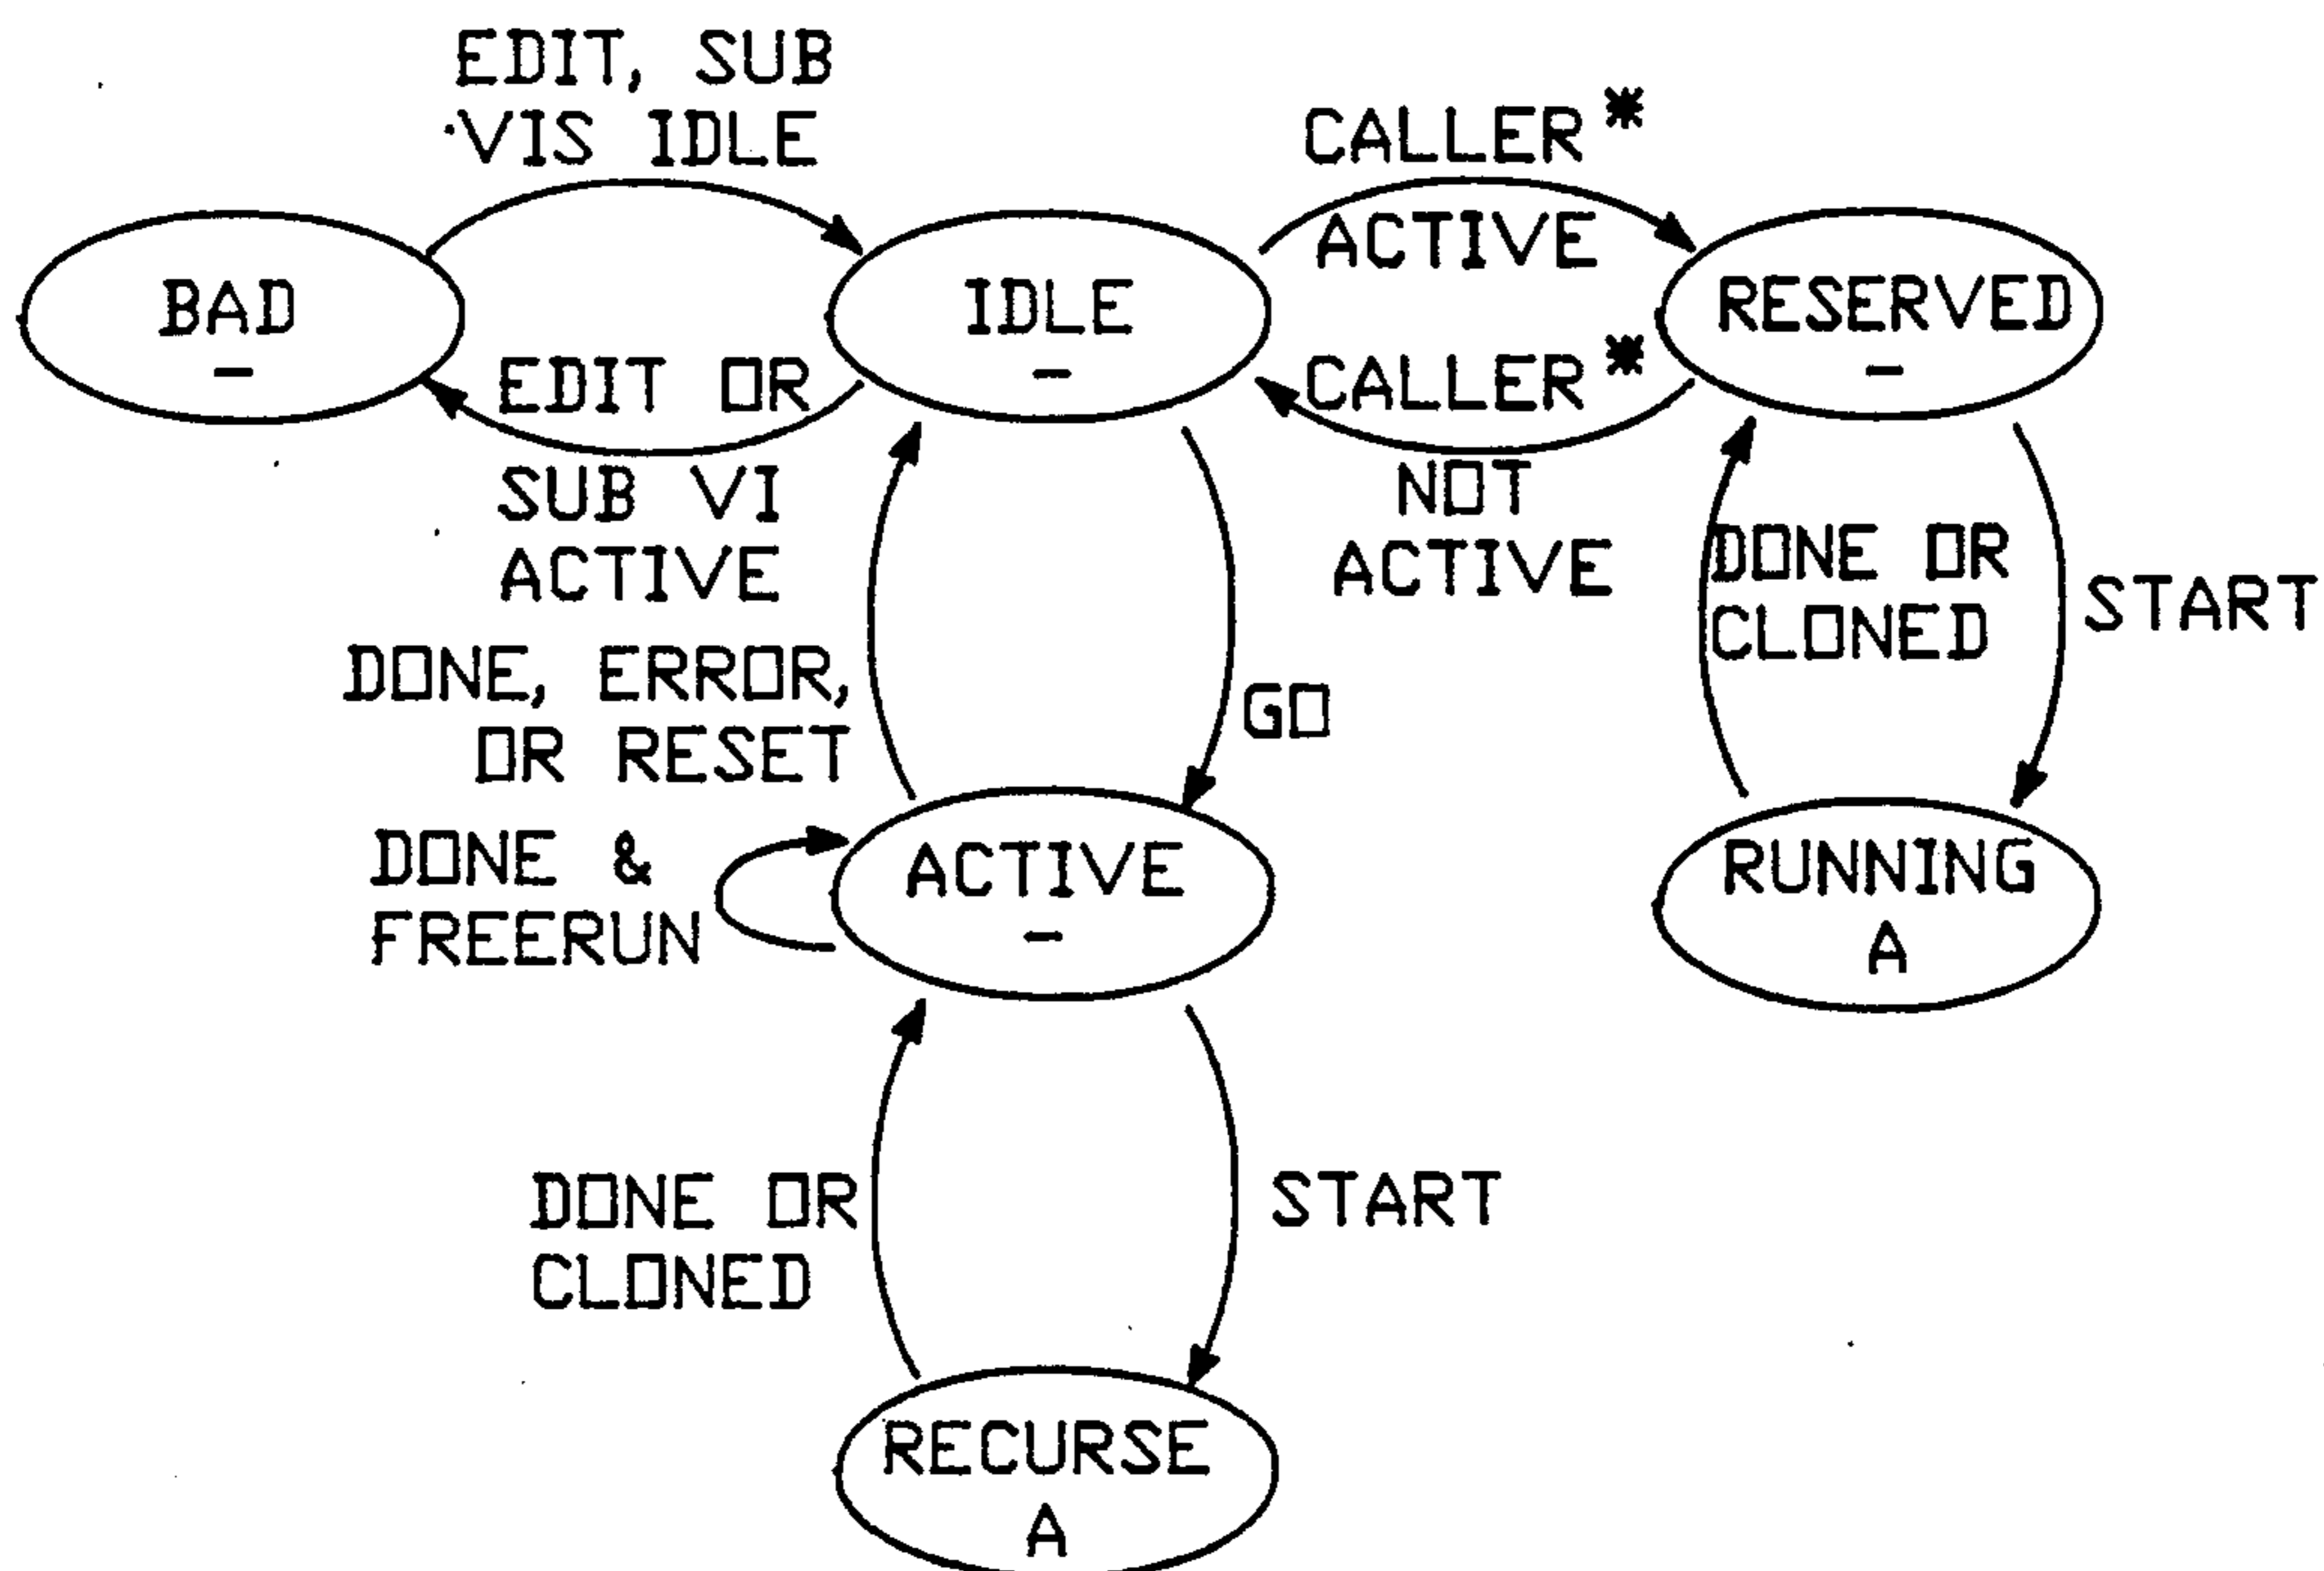 EDIT, SUB
VIS IDLE
CALLER*
ACTIVE
BAD
-
IDLE
-
RESERVED
-
EDIT OR
SUB VI
ACTIVE
CALLER*
NOT
ACTIVE
DONE OR
CLONED
START
DONE, ERROR,
OR RESET
GO
DONE &
FREERUN
ACTIVE
-
RUNNING
A
DONE OR
CLONED
START
RECURSE
A